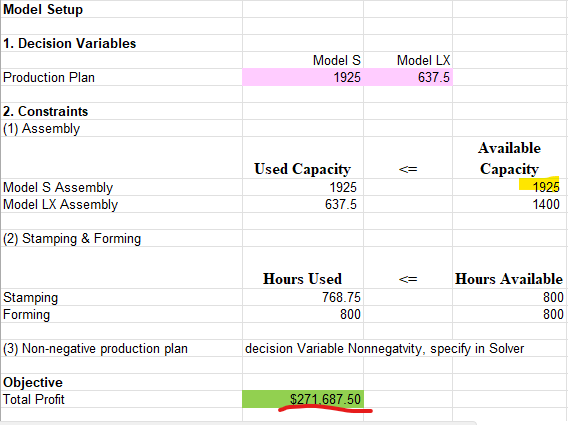 Model Setup
1. Decision Variables
Model S Model LX
Production Plan 1925 637.5
2. Constraints
(1) Assembly
Used Capacity <= Available Capacity
Model S Assembly 1925 1925
Model LX Assembly 637.5 1400
(2) Stamping & Forming
Hours Used <= Hours Available
Stamping 768.75 800
Forming 800 800
(3) Non-negative production plan decision Variable Nonnegatvity, specify in Solver
Objective
Total Profit $271,687.50